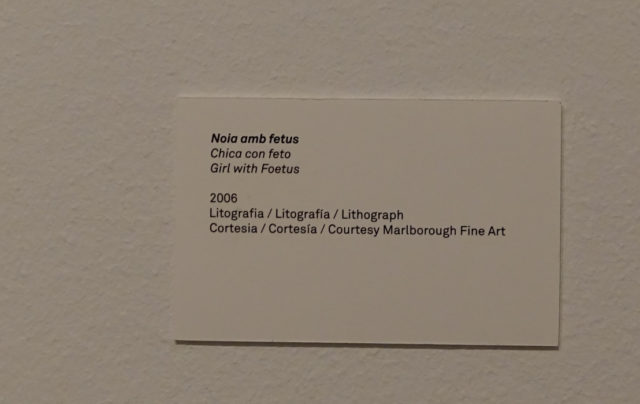 Noia amb fetus
Chica con feto
Girl with Foetus
2006
Litografia / Litografía / Lithograph
Cortesia / Cortesía / Courtesy Marlborough Fine Art